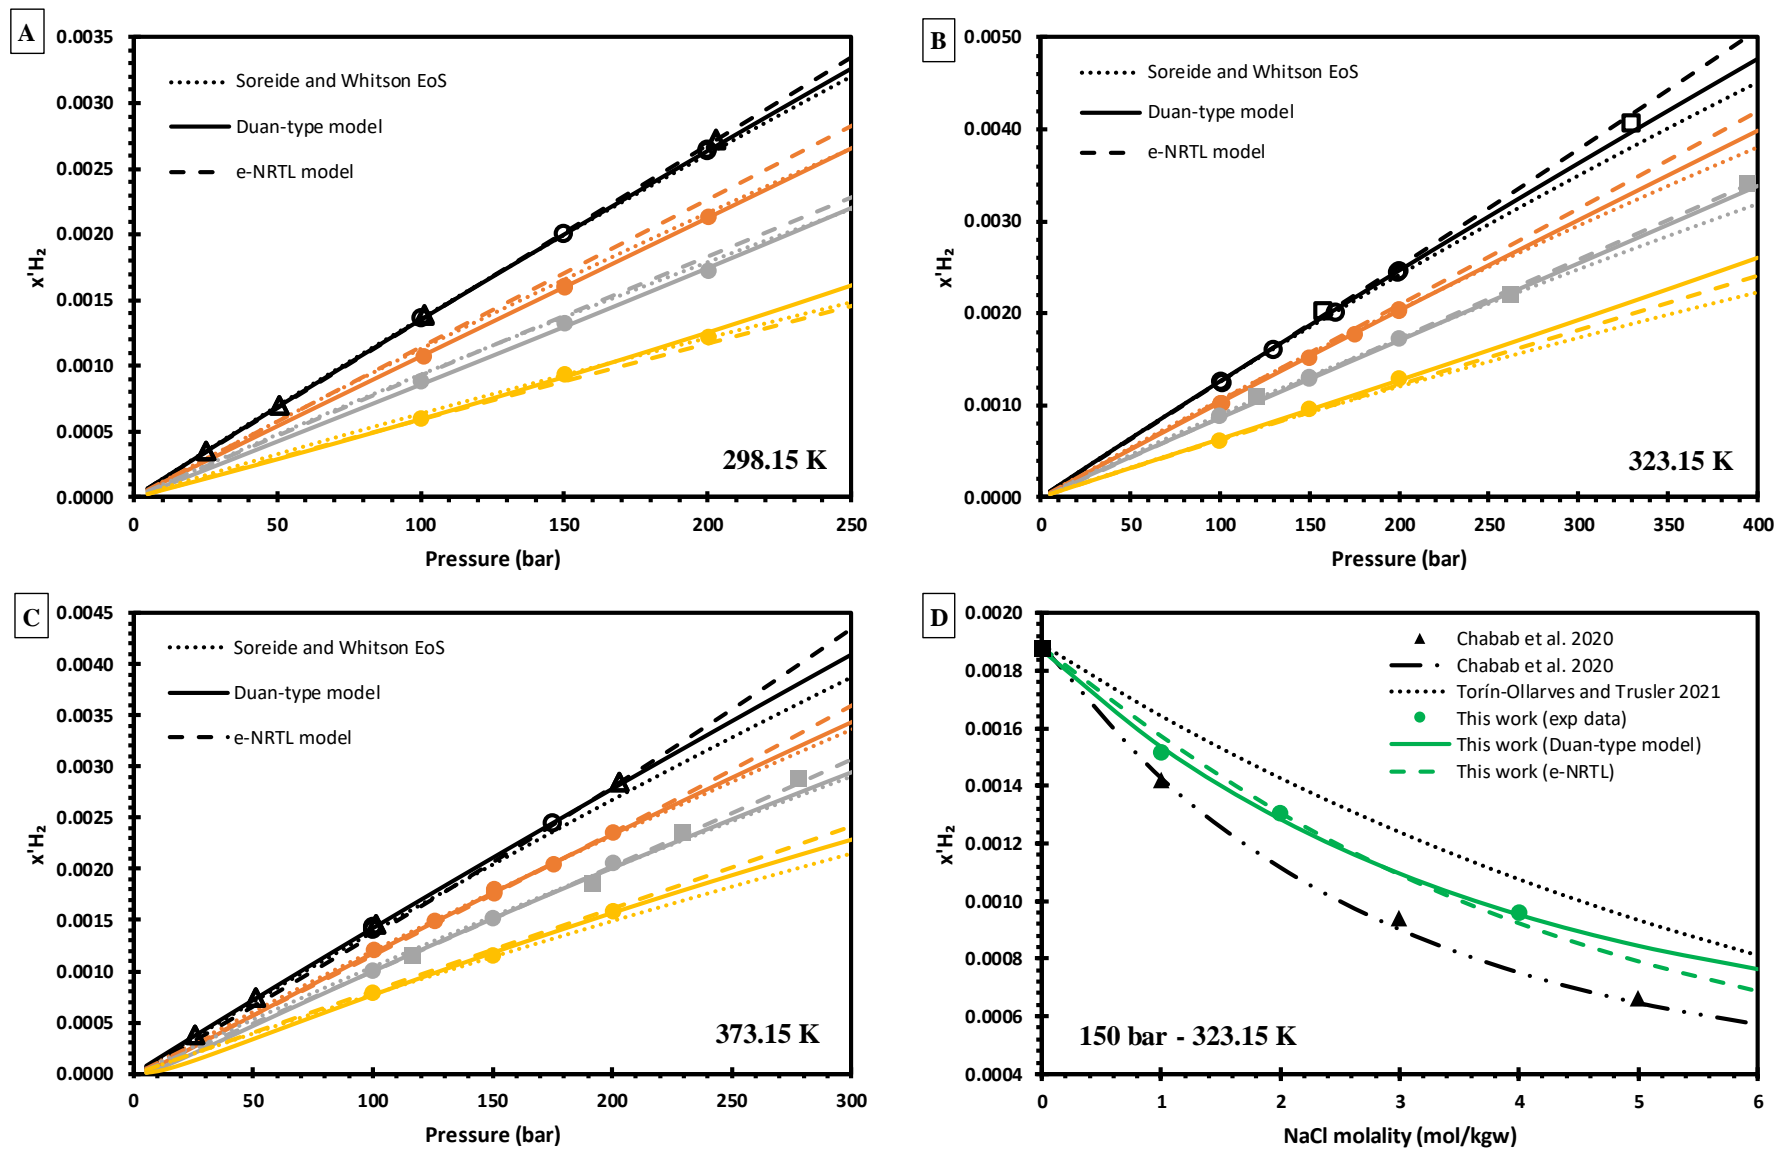 A
0.0035
0.0030
0.0025
0.0020
0.0015
0.0010
0.0005
0.0000
x'H₂
Soreide and Whitson EoS
Duan-type model
e-NRTL model
298.15 K
0 50 100 150 200 250
Pressure (bar)
B
0.0050
0.0040
0.0030
0.0020
0.0010
0.0000
x'H₂
Soreide and Whitson EoS
Duan-type model
e-NRTL model
323.15 K
0 50 100 150 200 250 300 350 400
Pressure (bar)
C
0.0045
0.0040
0.0035
0.0030
0.0025
0.0020
0.0015
0.0010
0.0005
0.0000
x'H₂
Soreide and Whitson EoS
Duan-type model
e-NRTL model
373.15 K
0 50 100 150 200 250 300
Pressure (bar)
D
0.0020
0.0018
0.0016
0.0014
0.0012
0.0010
0.0008
0.0006
0.0004
x'H₂
Chabab et al. 2020
Chabab et al. 2020
Torín-Ollarves and Trusler 2021
This work (exp data)
This work (Duan-type model)
This work (e-NRTL)
150 bar - 323.15 K
0 1 2 3 4 5 6
NaCl molality (mol/kgw)